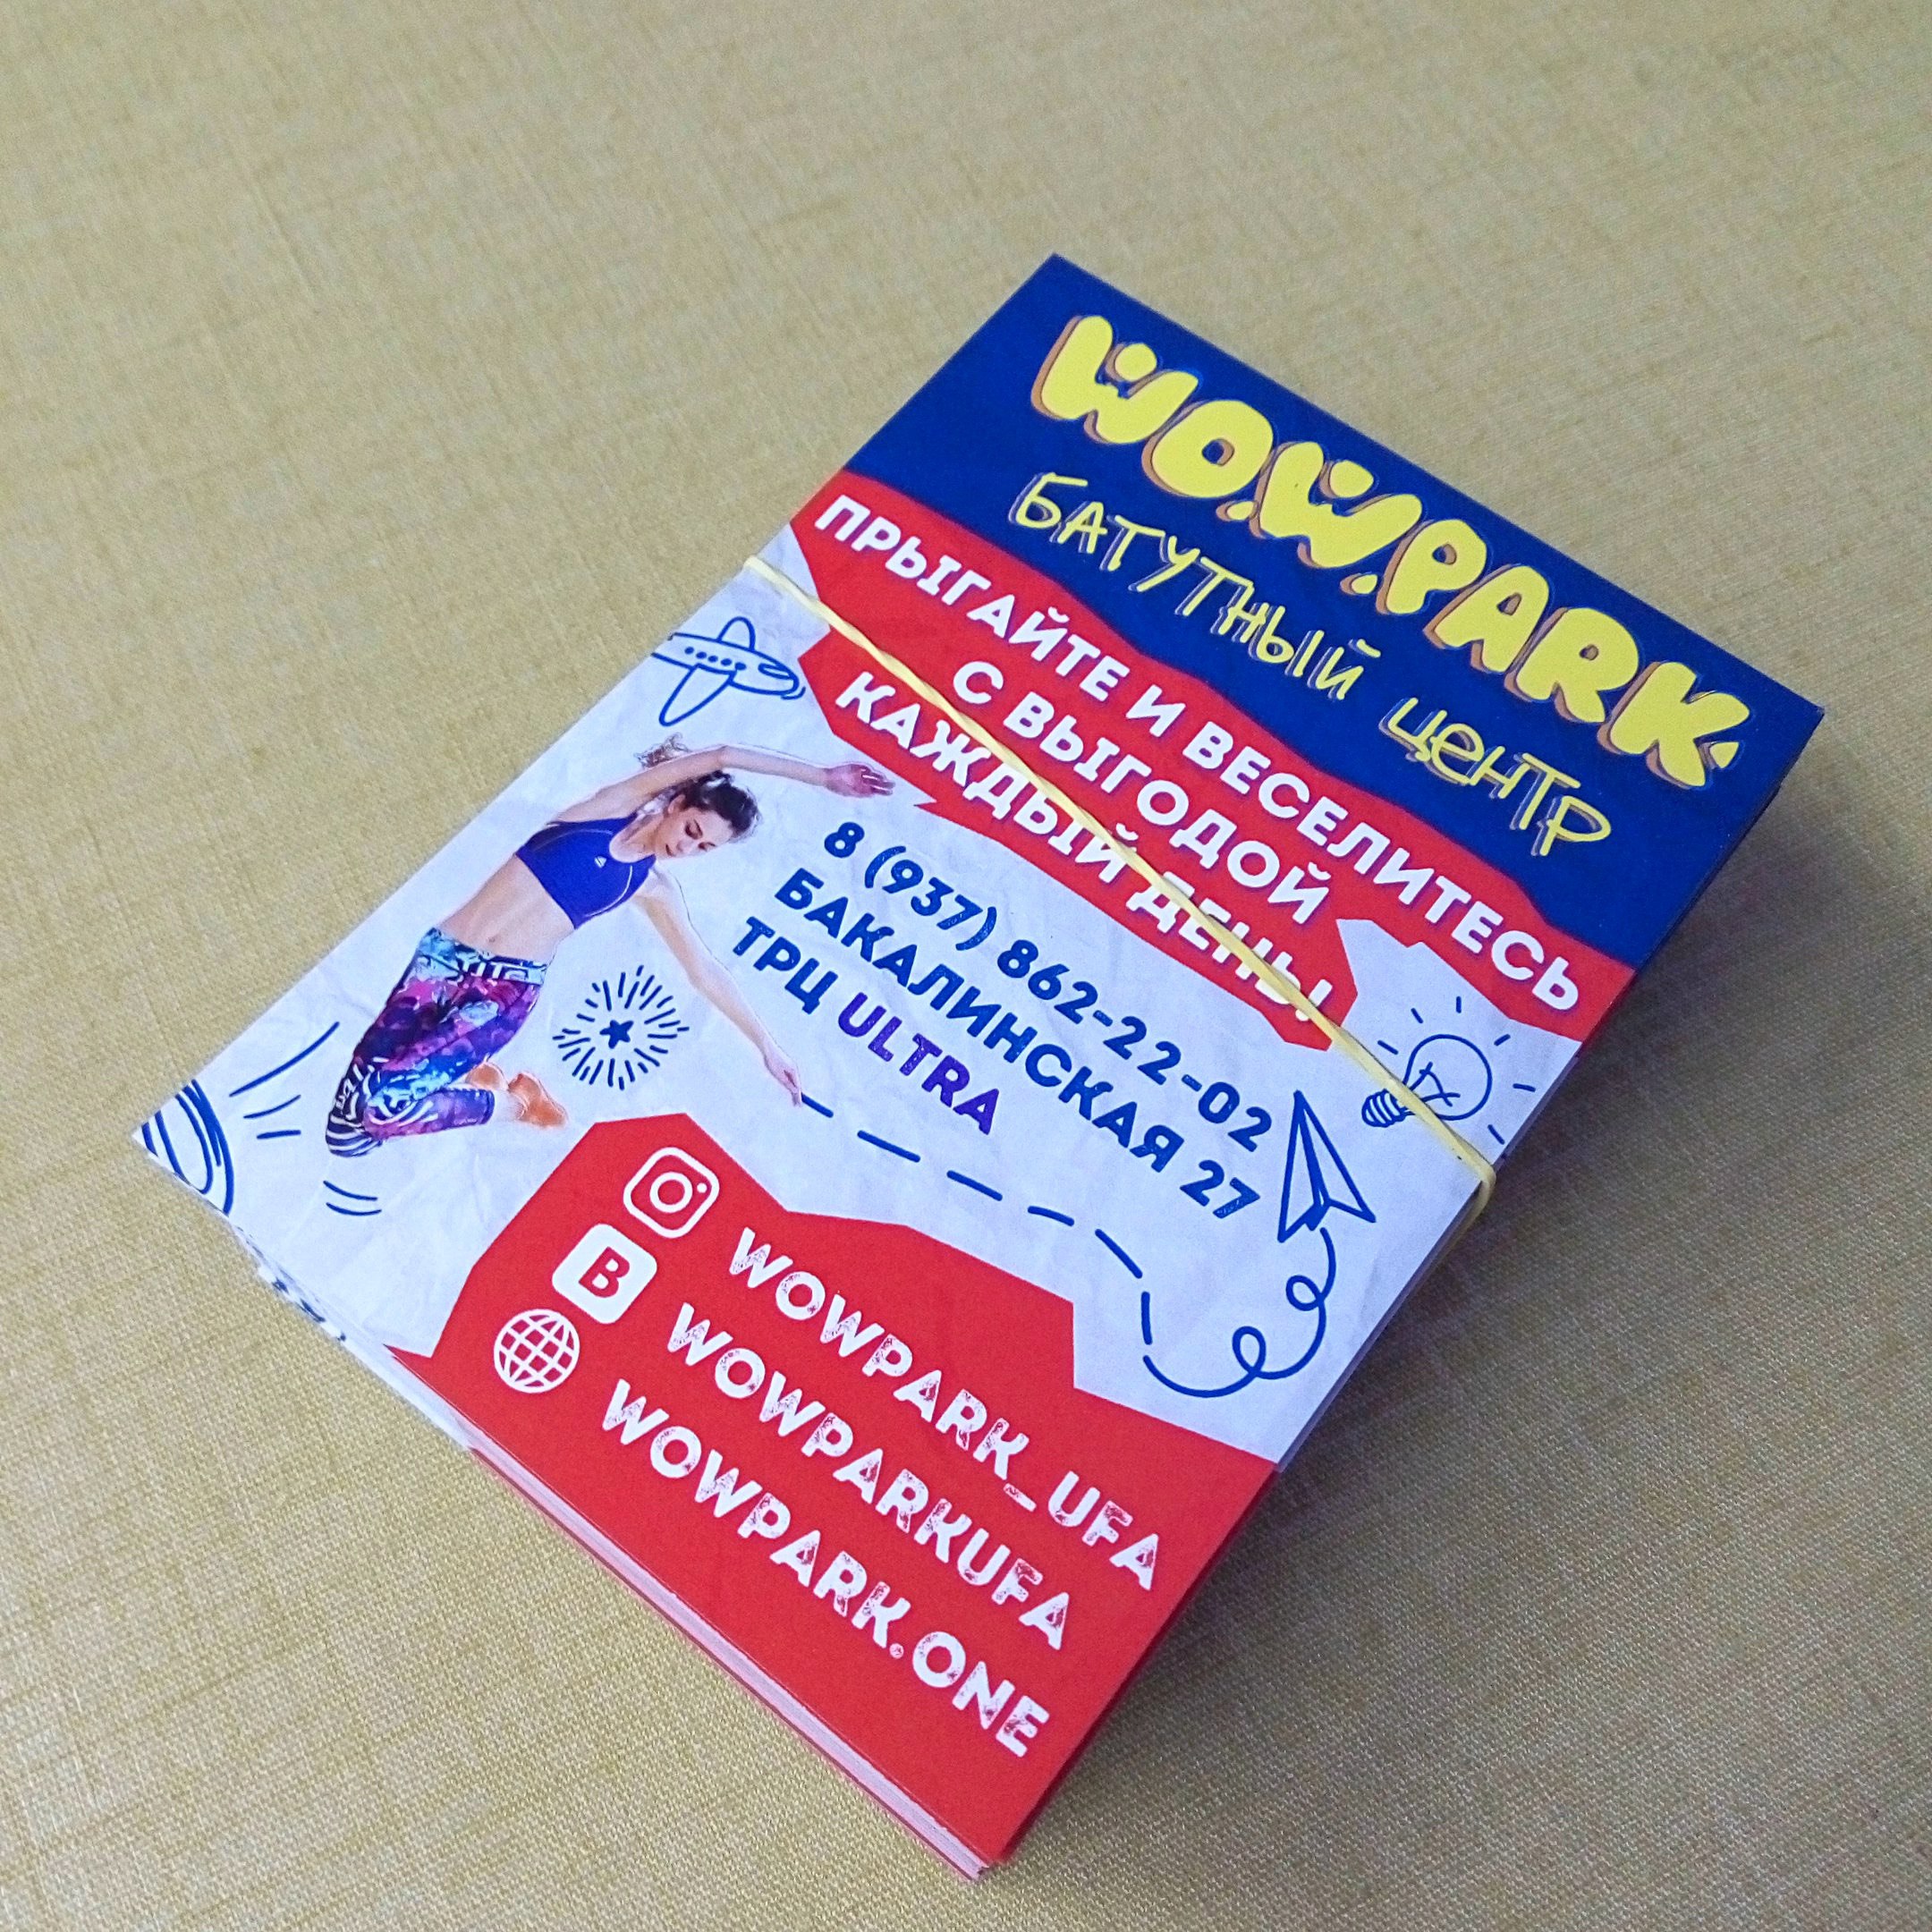 WO.W.PARK
БАТУТНЫЙ ЦЕНТР
ПРЫГАЙТЕ И ВЕСЕЛИТЕСЬ
С ВЫГОДОЙ
КАЖДЫЙ ДЕНЬ!
8 (937) 862-22-02
БАКАЛИНСКАЯ 27
ТРЦ ULTRA
WOWPARK_UFA
В WOWPARKUFA
WOWPARK.ONE